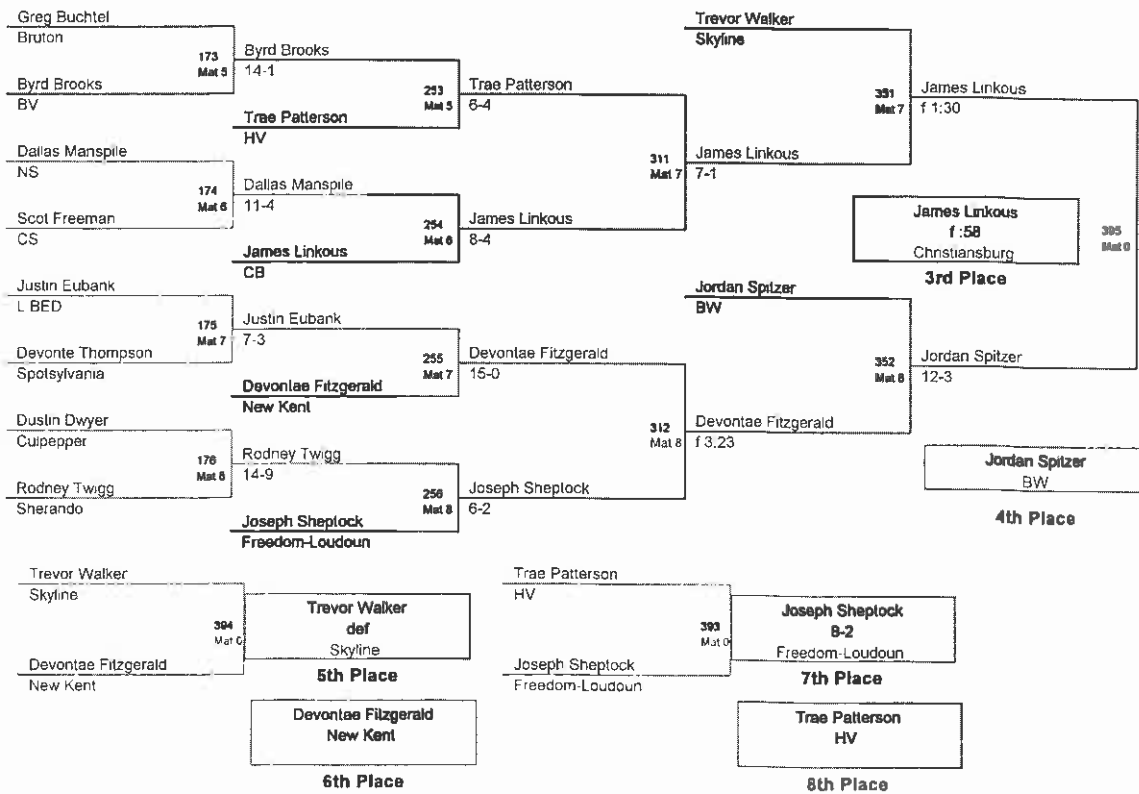 Greg Buchtel
Bruton
173
Mat 5
Byrd Brooks
BV
Byrd Brooks
14-1
253
Mat 5
Trae Patterson
HV
Trae Patterson
6-4
Dallas Manspile
NS
174
Mat 6
Scot Freeman
CS
Dallas Manspile
11-4
254
Mat 6
James Linkous
CB
James Linkous
8-4
311
Mat 7
James Linkous
7-1
Trevor Walker
Skyline
351
Mat 7
James Linkous
f 1:30
Justin Eubank
L BED
175
Mat 7
Devonte Thompson
Spotsylvania
Justin Eubank
7-3
255
Mat 7
Devontae Fitzgerald
New Kent
Devontae Fitzgerald
15-0
Dustin Dwyer
Culpepper
176
Mat 8
Rodney Twigg
Sherando
Rodney Twigg
14-9
256
Mat 8
Joseph Sheptock
Freedom-Loudoun
Joseph Sheptock
6-2
312
Mat 8
Devontae Fitzgerald
f 3.23
Jordan Spitzer
BW
352
Mat 8
Jordan Spitzer
12-3
395
Mat 0
James Linkous
f :58
Christiansburg
3rd Place
Jordan Spitzer
BW
4th Place
Trevor Walker
Skyline
394
Mat 0
Devontae Fitzgerald
New Kent
Trevor Walker
def
Skyline
5th Place
Devontae Fitzgerald
New Kent
6th Place
Trae Patterson
HV
393
Mat 0
Joseph Sheptock
Freedom-Loudoun
Joseph Sheptock
8-2
Freedom-Loudoun
7th Place
Trae Patterson
HV
8th Place